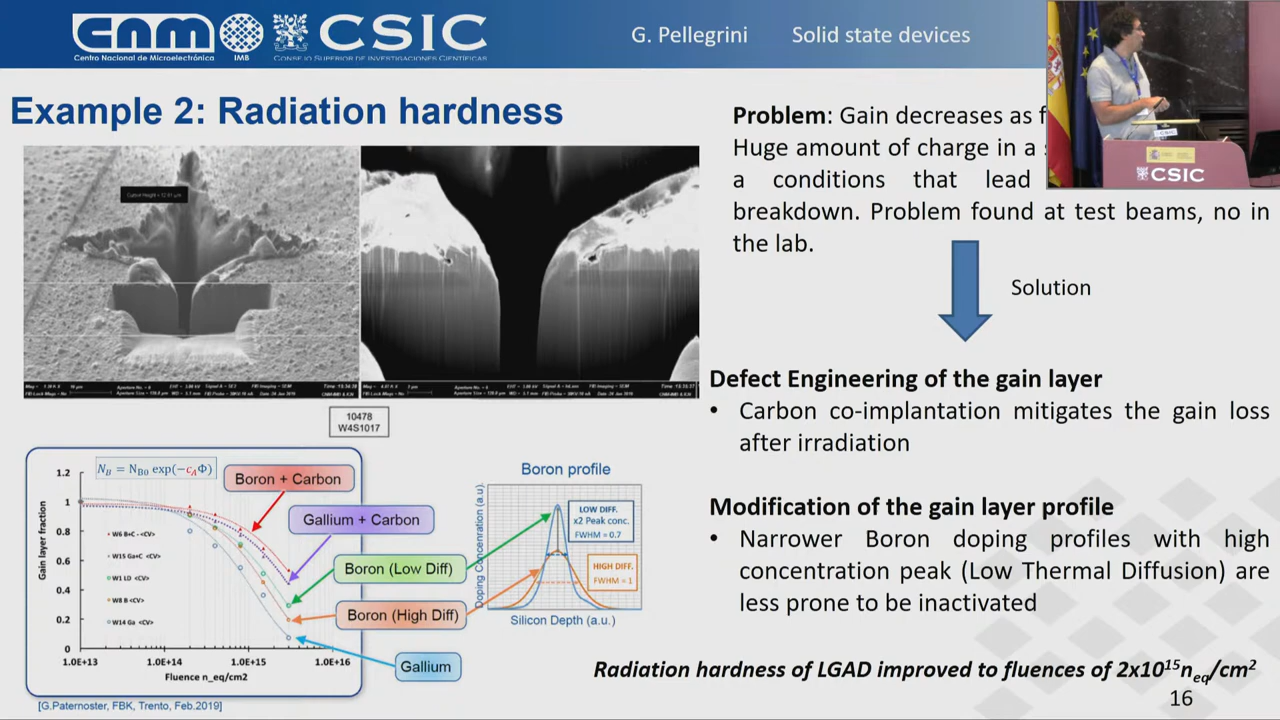 cnm
Centro Nacional de Microelectrónica
IMB
CSIC
CONSEJO SUPERIOR DE INVESTIGACIONES CIENTÍFICAS
G. Pellegrini Solid state devices
CSIC
CSIC
Example 2: Radiation hardness
Problem: Gain decreases as
Huge amount of charge in a
a conditions that lead
breakdown. Problem found at test beams, no in
the lab.
Solution
10478
W4S1017
Defect Engineering of the gain layer
• Carbon co-implantation mitigates the gain loss
after irradiation
Modification of the gain layer profile
• Narrower Boron doping profiles with high
concentration peak (Low Thermal Diffusion) are
less prone to be inactivated
N_B = N_B0 exp(−c_A Φ)
Gain layer fraction
1.2
1
0.8
0.6
0.4
0.2
0
1.0E+13 1.0E+14 1.0E+15 1.0E+16
Fluence n_eq/cm2
W6 B+C - <CV>
W15 Ga+C <CV>
W1 LD <CV>
W8 B <CV>
W14 Ga <CV>
Boron + Carbon
Gallium + Carbon
Boron (Low Diff)
Boron (High Diff)
Gallium
Boron profile
Doping Concenration (a.u.)
LOW DIFF.
x2 Peak conc.
FWHM = 0.7
HIGH DIFF.
FWHM = 1
Silicon Depth (a.u.)
Radiation hardness of LGAD improved to fluences of 2x10¹⁵n_eq/cm²
16
[G.Paternoster, FBK, Trento, Feb.2019]